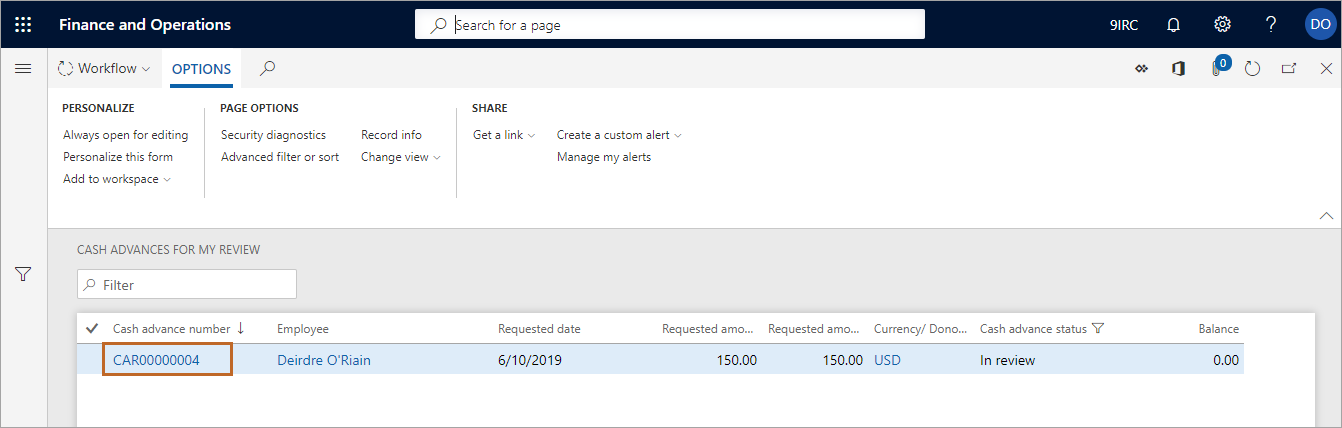 Finance and Operations
Search for a page
9IRC
DO
Workflow
OPTIONS
0
PERSONALIZE
Always open for editing
Personalize this form
Add to workspace
PAGE OPTIONS
Security diagnostics
Record info
Advanced filter or sort
Change view
SHARE
Get a link
Create a custom alert
Manage my alerts
CASH ADVANCES FOR MY REVIEW
Filter
Cash advance number Employee Requested date Requested amo... Requested amo... Currency/ Dono... Cash advance status Balance
CAR00000004 Deirdre O'Riain 6/10/2019 150.00 150.00 USD In review 0.00